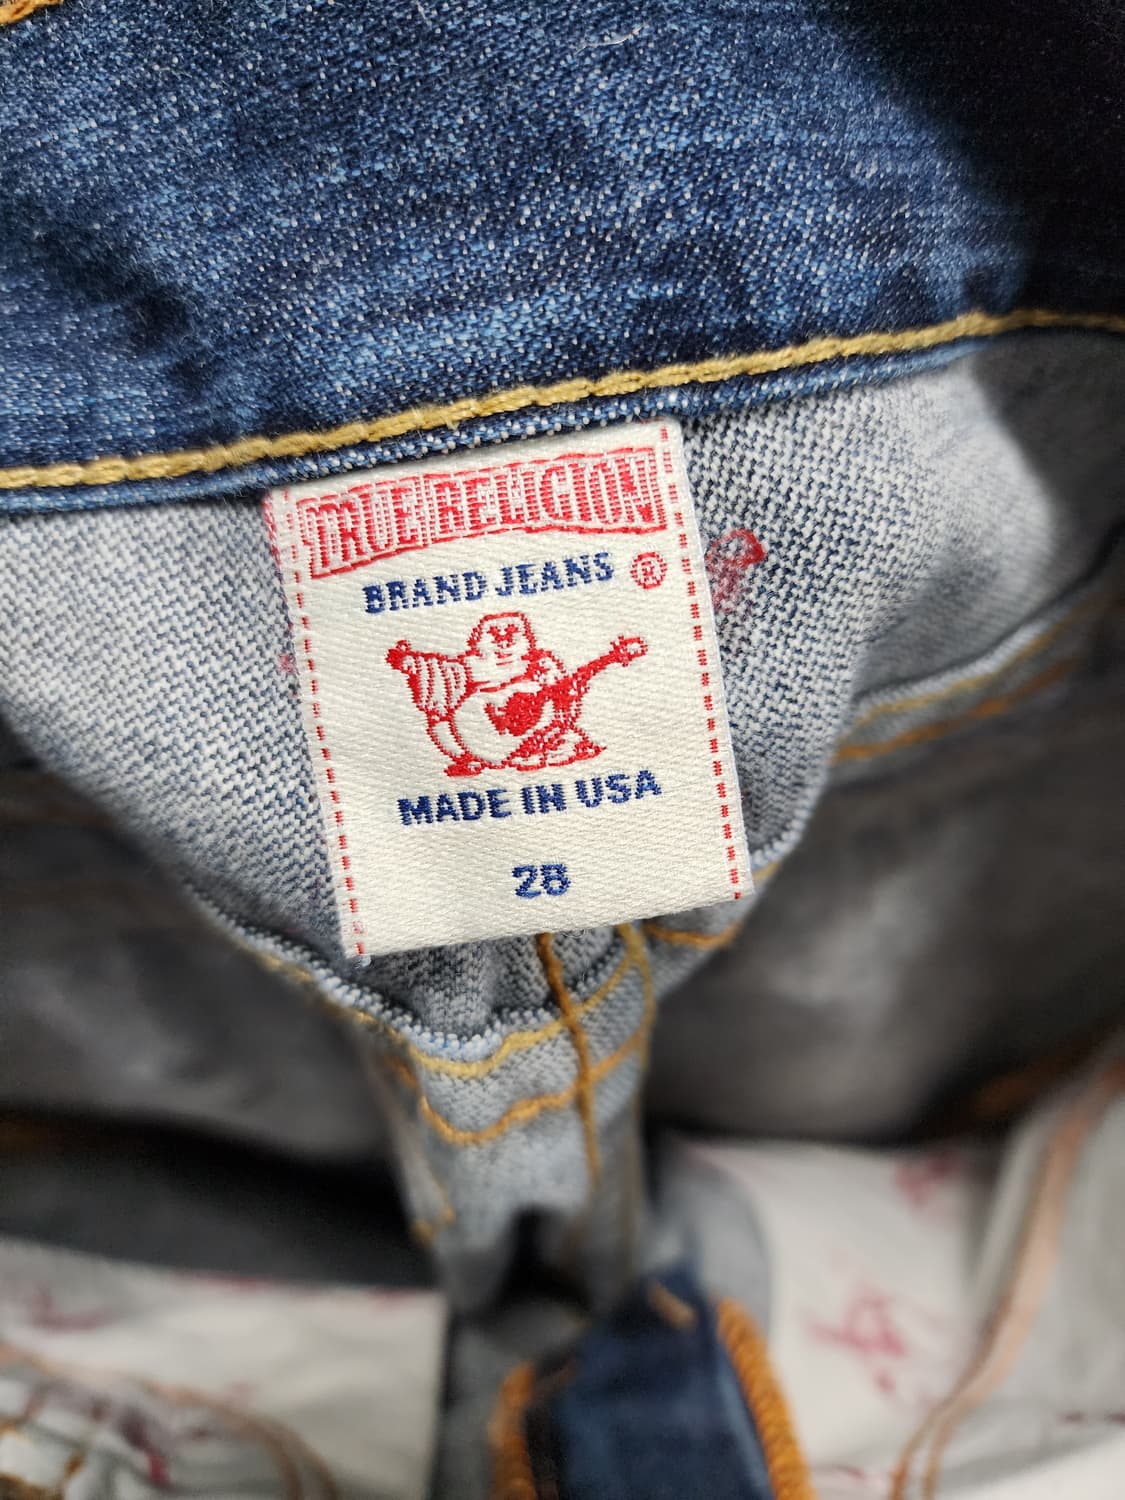 TRUE RELIGION
BRAND JEANS ®
MADE IN USA
28